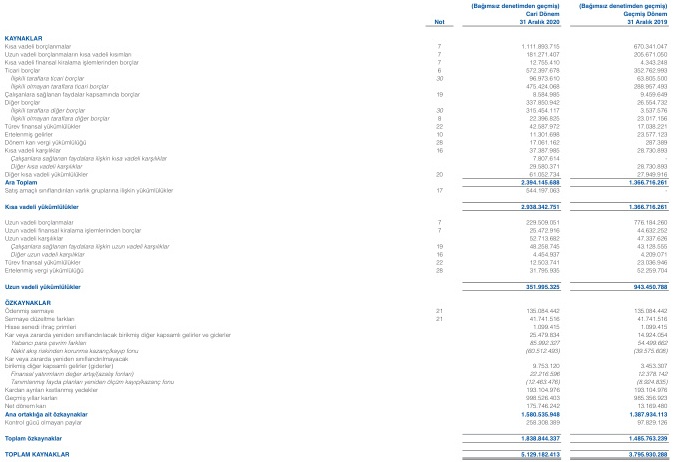 (Bağımsız denetimden geçmiş) (Bağımsız denetimden geçmiş)
Cari Dönem Geçmiş Dönem
Not 31 Aralık 2020 31 Aralık 2019
KAYNAKLAR
Kısa vadeli borçlanmalar 7 1.111.893.715 670.341.047
Uzun vadeli borçlanmaların kısa vadeli kısımları 7 181.271.407 205.671.050
Kısa vadeli finansal kiralama işlemlerinden borçlar 7 12.755.410 4.343.248
Ticari borçlar 6 572.397.678 352.762.993
İlişkili taraflara ticari borçlar 30 96.973.610 63.805.500
İlişkili olmayan taraflara ticari borçlar 475.424.068 288.957.493
Çalışanlara sağlanan faydalar kapsamında borçlar 19 9.584.985 9.459.648
Diğer borçlar 337.850.942 26.554.732
İlişkili taraflara diğer borçlar 30 315.454.117 3.537.576
İlişkili olmayan taraflara diğer borçlar 8 22.396.825 23.017.156
Türev finansal yükümlülükler 22 42.587.972 17.038.221
Ertelenmiş gelirler 10 11.301.698 23.577.123
Dönem karı vergi yükümlülüğü 28 17.061.162 297.389
Kısa vadeli karşılıklar 16 37.387.985 28.730.893
Çalışanlara sağlanan faydalara ilişkin kısa vadeli karşılıklar 7.807.614 -
Diğer kısa vadeli karşılıklar 29.580.371 28.730.893
Diğer kısa vadeli yükümlülükler 20 61.052.734 27.949.916
Ara Toplam 2.394.145.688 1.366.716.261
Satış amaçlı sınıflandırılan varlık gruplarına ilişkin yükümlülükler 17 544.197.063 -
Kısa vadeli yükümlülükler 2.938.342.751 1.366.716.261
Uzun vadeli borçlanmalar 7 229.509.051 776.184.260
Uzun vadeli finansal kiralama işlemlerinden borçlar 7 25.472.916 44.632.252
Uzun vadeli karşılıklar 52.713.682 47.337.626
Çalışanlara sağlanan faydalara ilişkin uzun vadeli karşılıklar 19 48.258.745 43.128.555
Diğer uzun vadeli karşılıklar 16 4.454.937 4.209.071
Türev finansal yükümlülükler 22 12.503.741 23.036.946
Ertelenmiş vergi yükümlülüğü 28 31.795.935 52.259.704
Uzun vadeli yükümlülükler 351.995.325 943.450.788
ÖZKAYNAKLAR
Ödenmiş sermaye 21 135.084.442 135.084.442
Sermaye düzeltme farkları 21 41.741.516 41.741.516
Hisse senedi ihraç primleri 1.099.415 1.099.415
Kar veya zararda yeniden sınıflandırılacak birikmiş diğer kapsamlı gelirler ve giderler 25.479.834 14.924.054
Yabancı para çevrim farkları 85.992.327 54.499.662
Nakit akış riskinden korunma kazanç/kayıp fonu (60.512.493) (39.575.608)
Kar veya zararda yeniden sınıflandırılmayacak
birikmiş diğer kapsamlı gelirler (giderler) 9.753.120 3.453.307
Finansal yatırımların değer artış/(azalış fonları) 22.216.596 12.378.142
Tanımlanmış fayda planları yeniden ölçüm kayıp/kazanç fonu (12.463.476) (8.924.835)
Kardan ayrılan kısıtlanmış yedekler 193.104.976 193.104.976
Geçmiş yıllar karları 998.526.403 985.356.923
Net dönem karı 175.746.242 13.169.480
Ana ortaklığa ait özkaynaklar 1.580.535.948 1.387.934.113
Kontrol gücü olmayan paylar 258.308.389 97.829.126
Toplam özkaynaklar 1.838.844.337 1.485.763.239
TOPLAM KAYNAKLAR 5.129.182.413 3.795.930.288